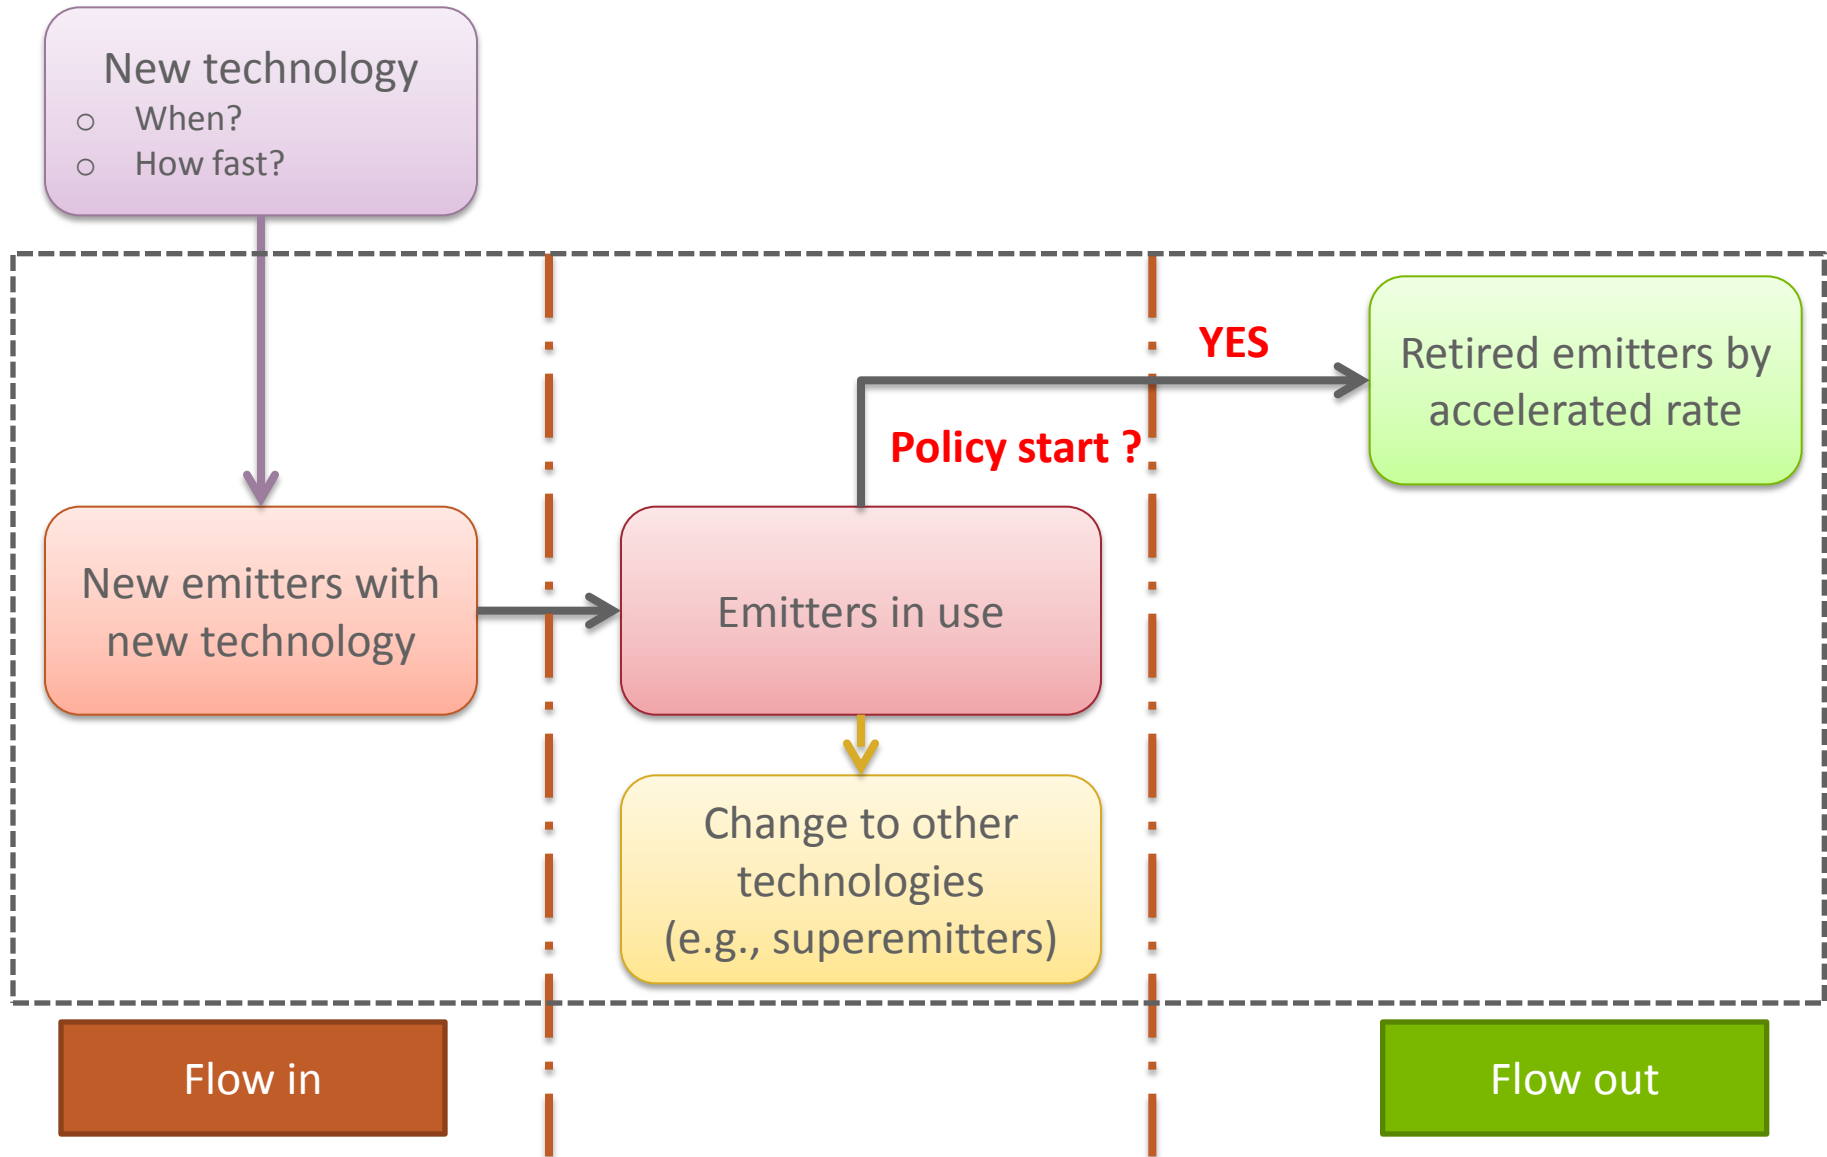 New technology
o When?
o How fast?
YES
Retired emitters by
accelerated rate
Policy start ?
New emitters with
new technology
Emitters in use
Change to other
technologies
(e.g., superemitters)
Flow in
Flow out